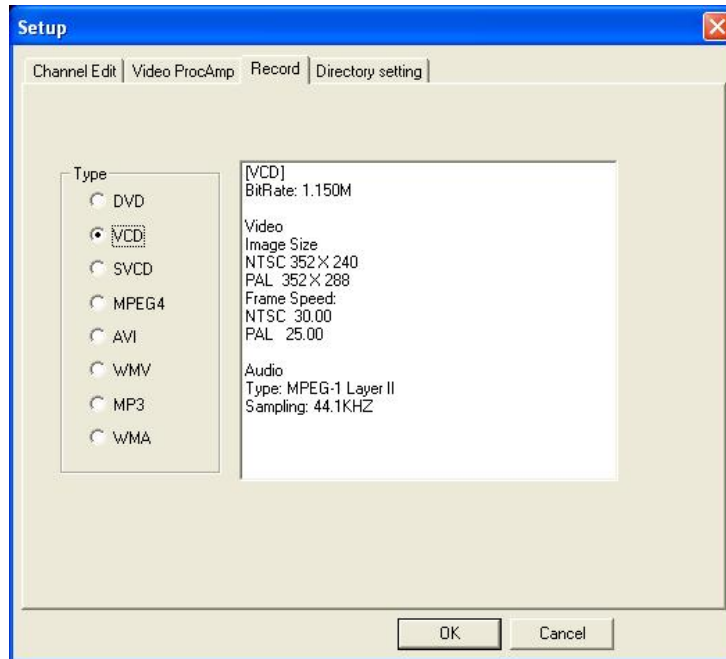 Setup
Channel Edit Video ProcAmp Record Directory setting
Type
DVD
VCD
SVCD
MPEG4
AVI
WMV
MP3
WMA
[VCD]
BitRate: 1.150M
Video
Image Size
NTSC 352 X 240
PAL 352 X 288
Frame Speed:
NTSC 30.00
PAL 25.00
Audio
Type: MPEG-1 Layer II
Sampling: 44.1KHZ
OK Cancel